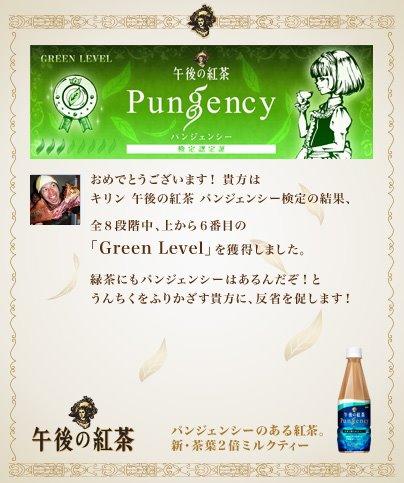 GREEN LEVEL
午後の紅茶
Pungency
パンジェンシー
検定認定証
おめでとうございます！ 貴方は
キリン 午後の紅茶 パンジェンシー検定の結果、
全８段階中、上から６番目の
「Green Level」を獲得しました。
緑茶にもパンジェンシーはあるんだぞ！と
うんちくをふりかざす貴方に、反省を促します！
午後の紅茶
パンジェンシーのある紅茶。
新・茶葉２倍ミルクティー
午後の紅茶
Pungency